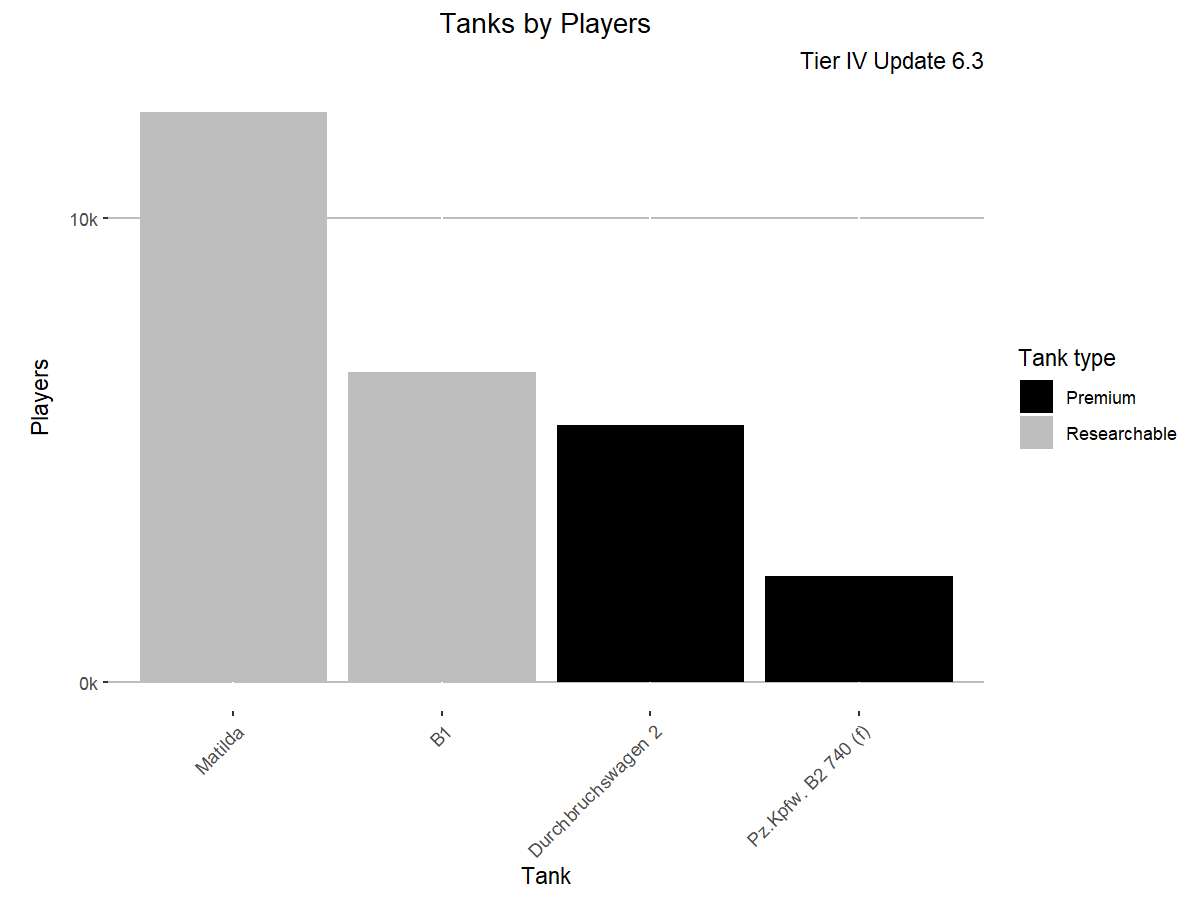 Tanks by Players
Tier IV Update 6.3
10k
0k
Players
Matilda
B1
Durchbruchswagen 2
Pz.Kpfw. B2 740 (f)
Tank
Tank type
Premium
Researchable